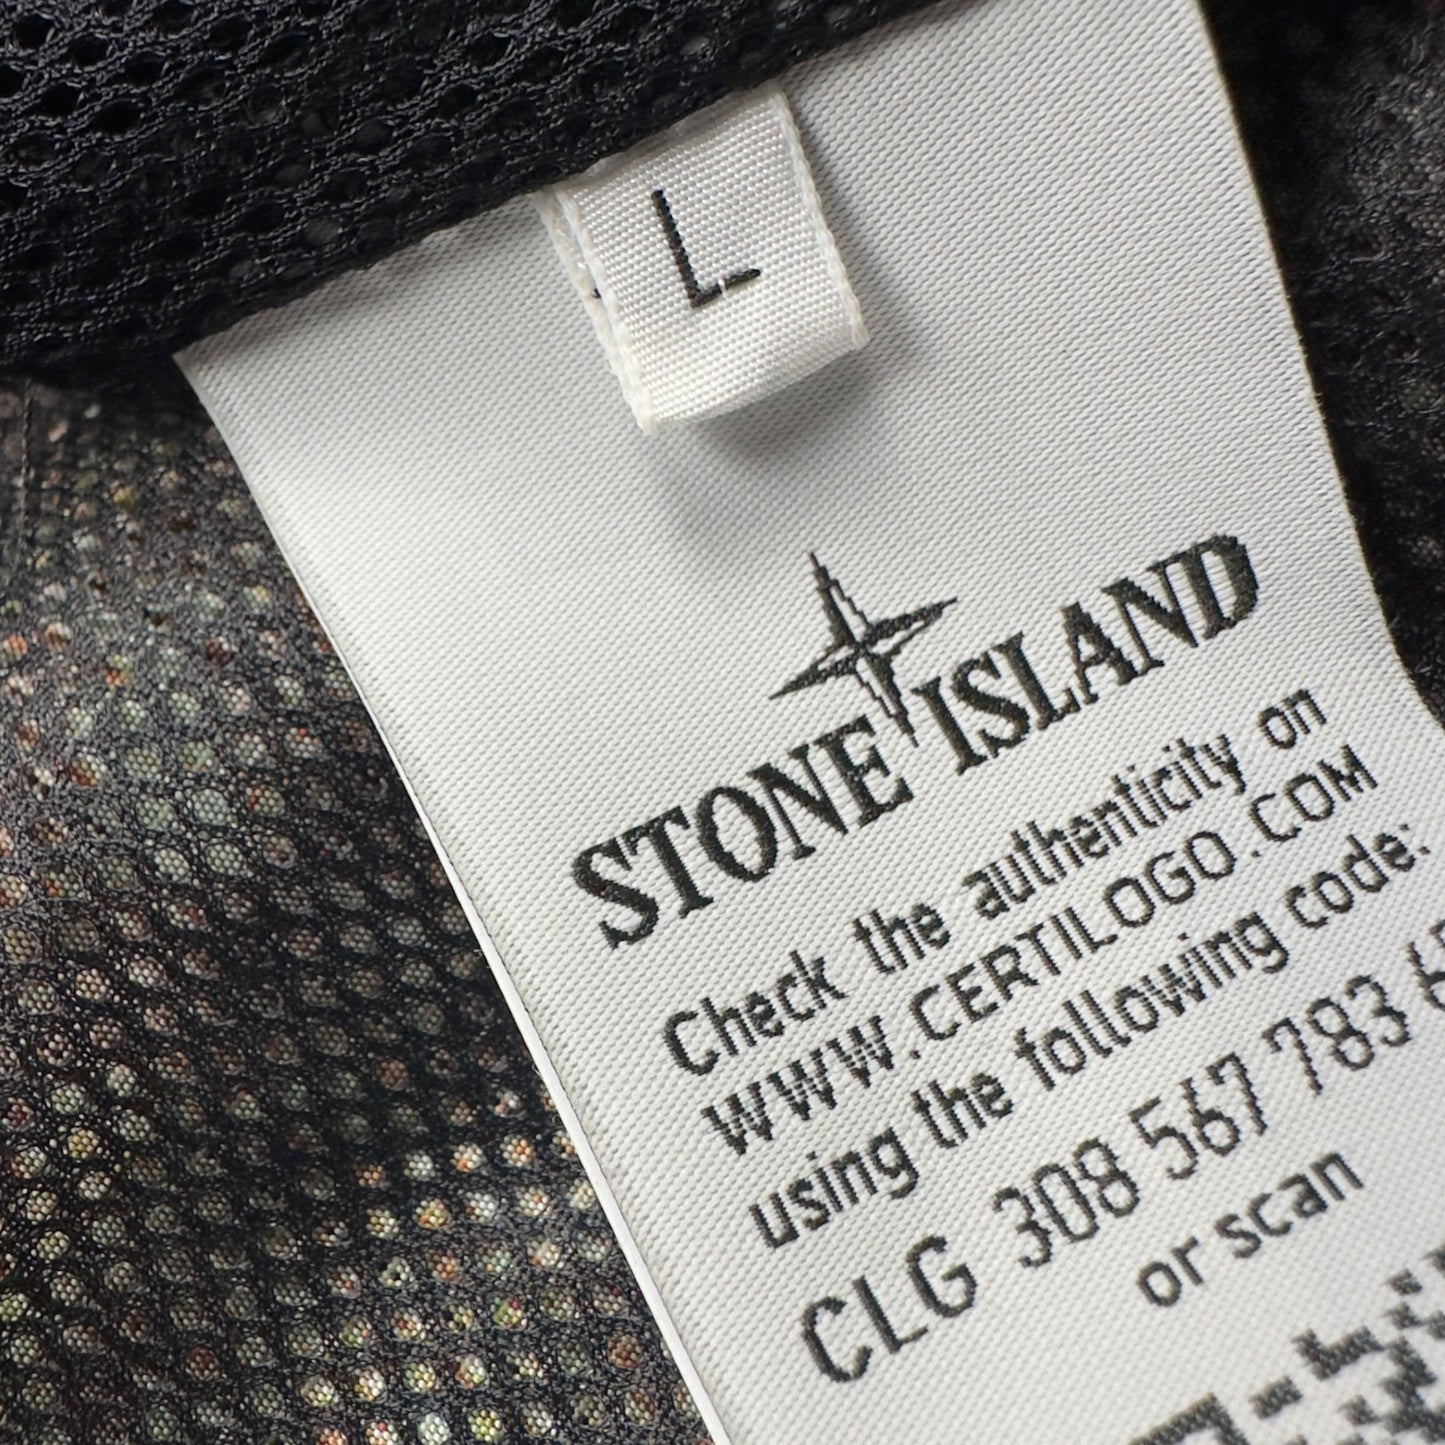 L
STONE ISLAND
Check the authenticity on
WWW.CERTILOGO.COM
using the following code:
CLG 308 567 783
or scan